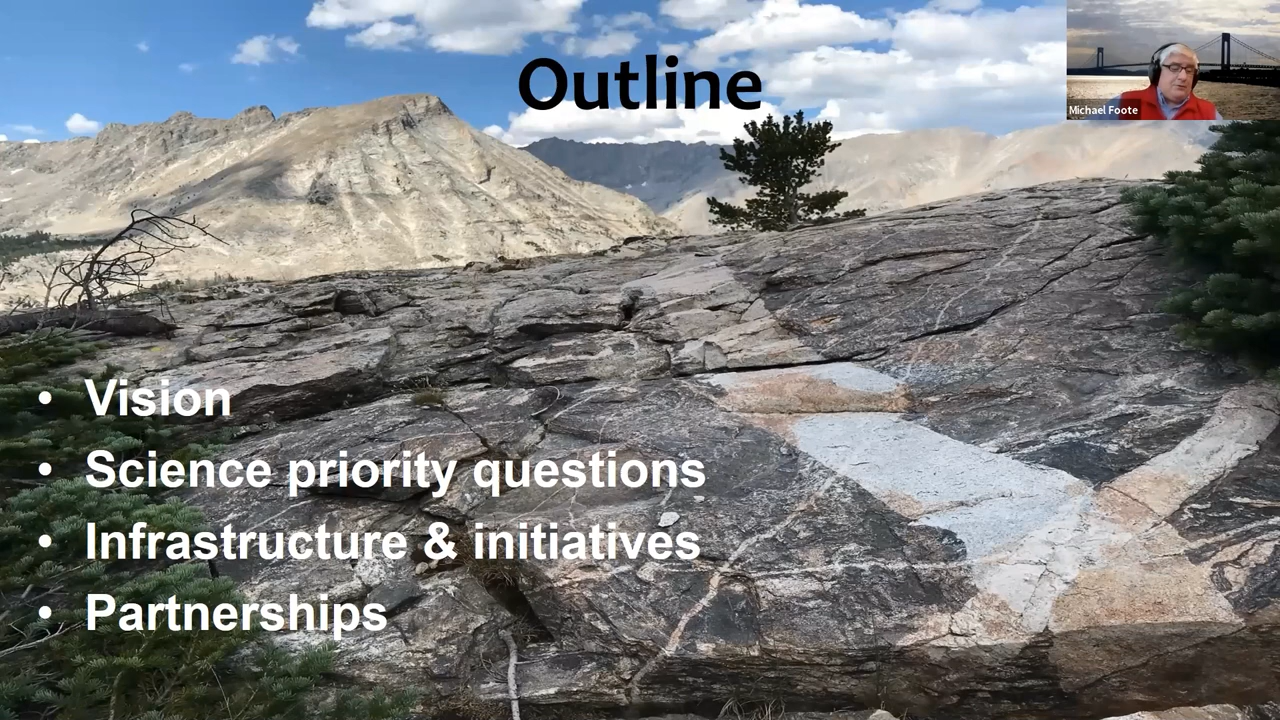 Outline
Michael Foote
• Vision
• Science priority questions
• Infrastructure & initiatives
• Partnerships